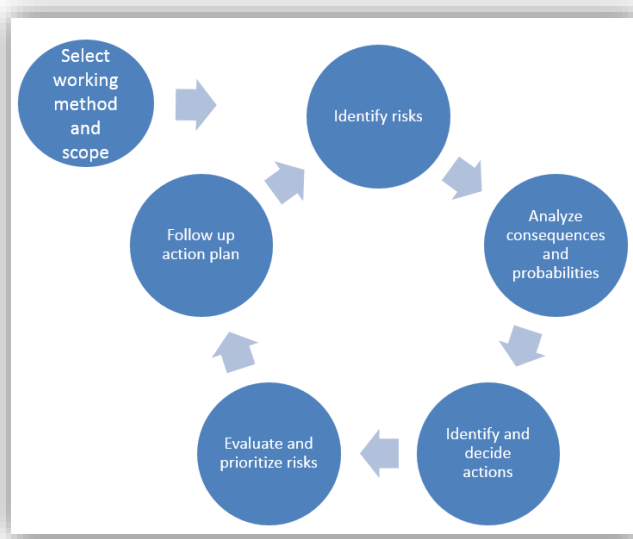 Select
working
method
and
scope
Identify risks
Analyze
consequences
and
probabilities
Identify and
decide
actions
Evaluate and
prioritize risks
Follow up
action plan